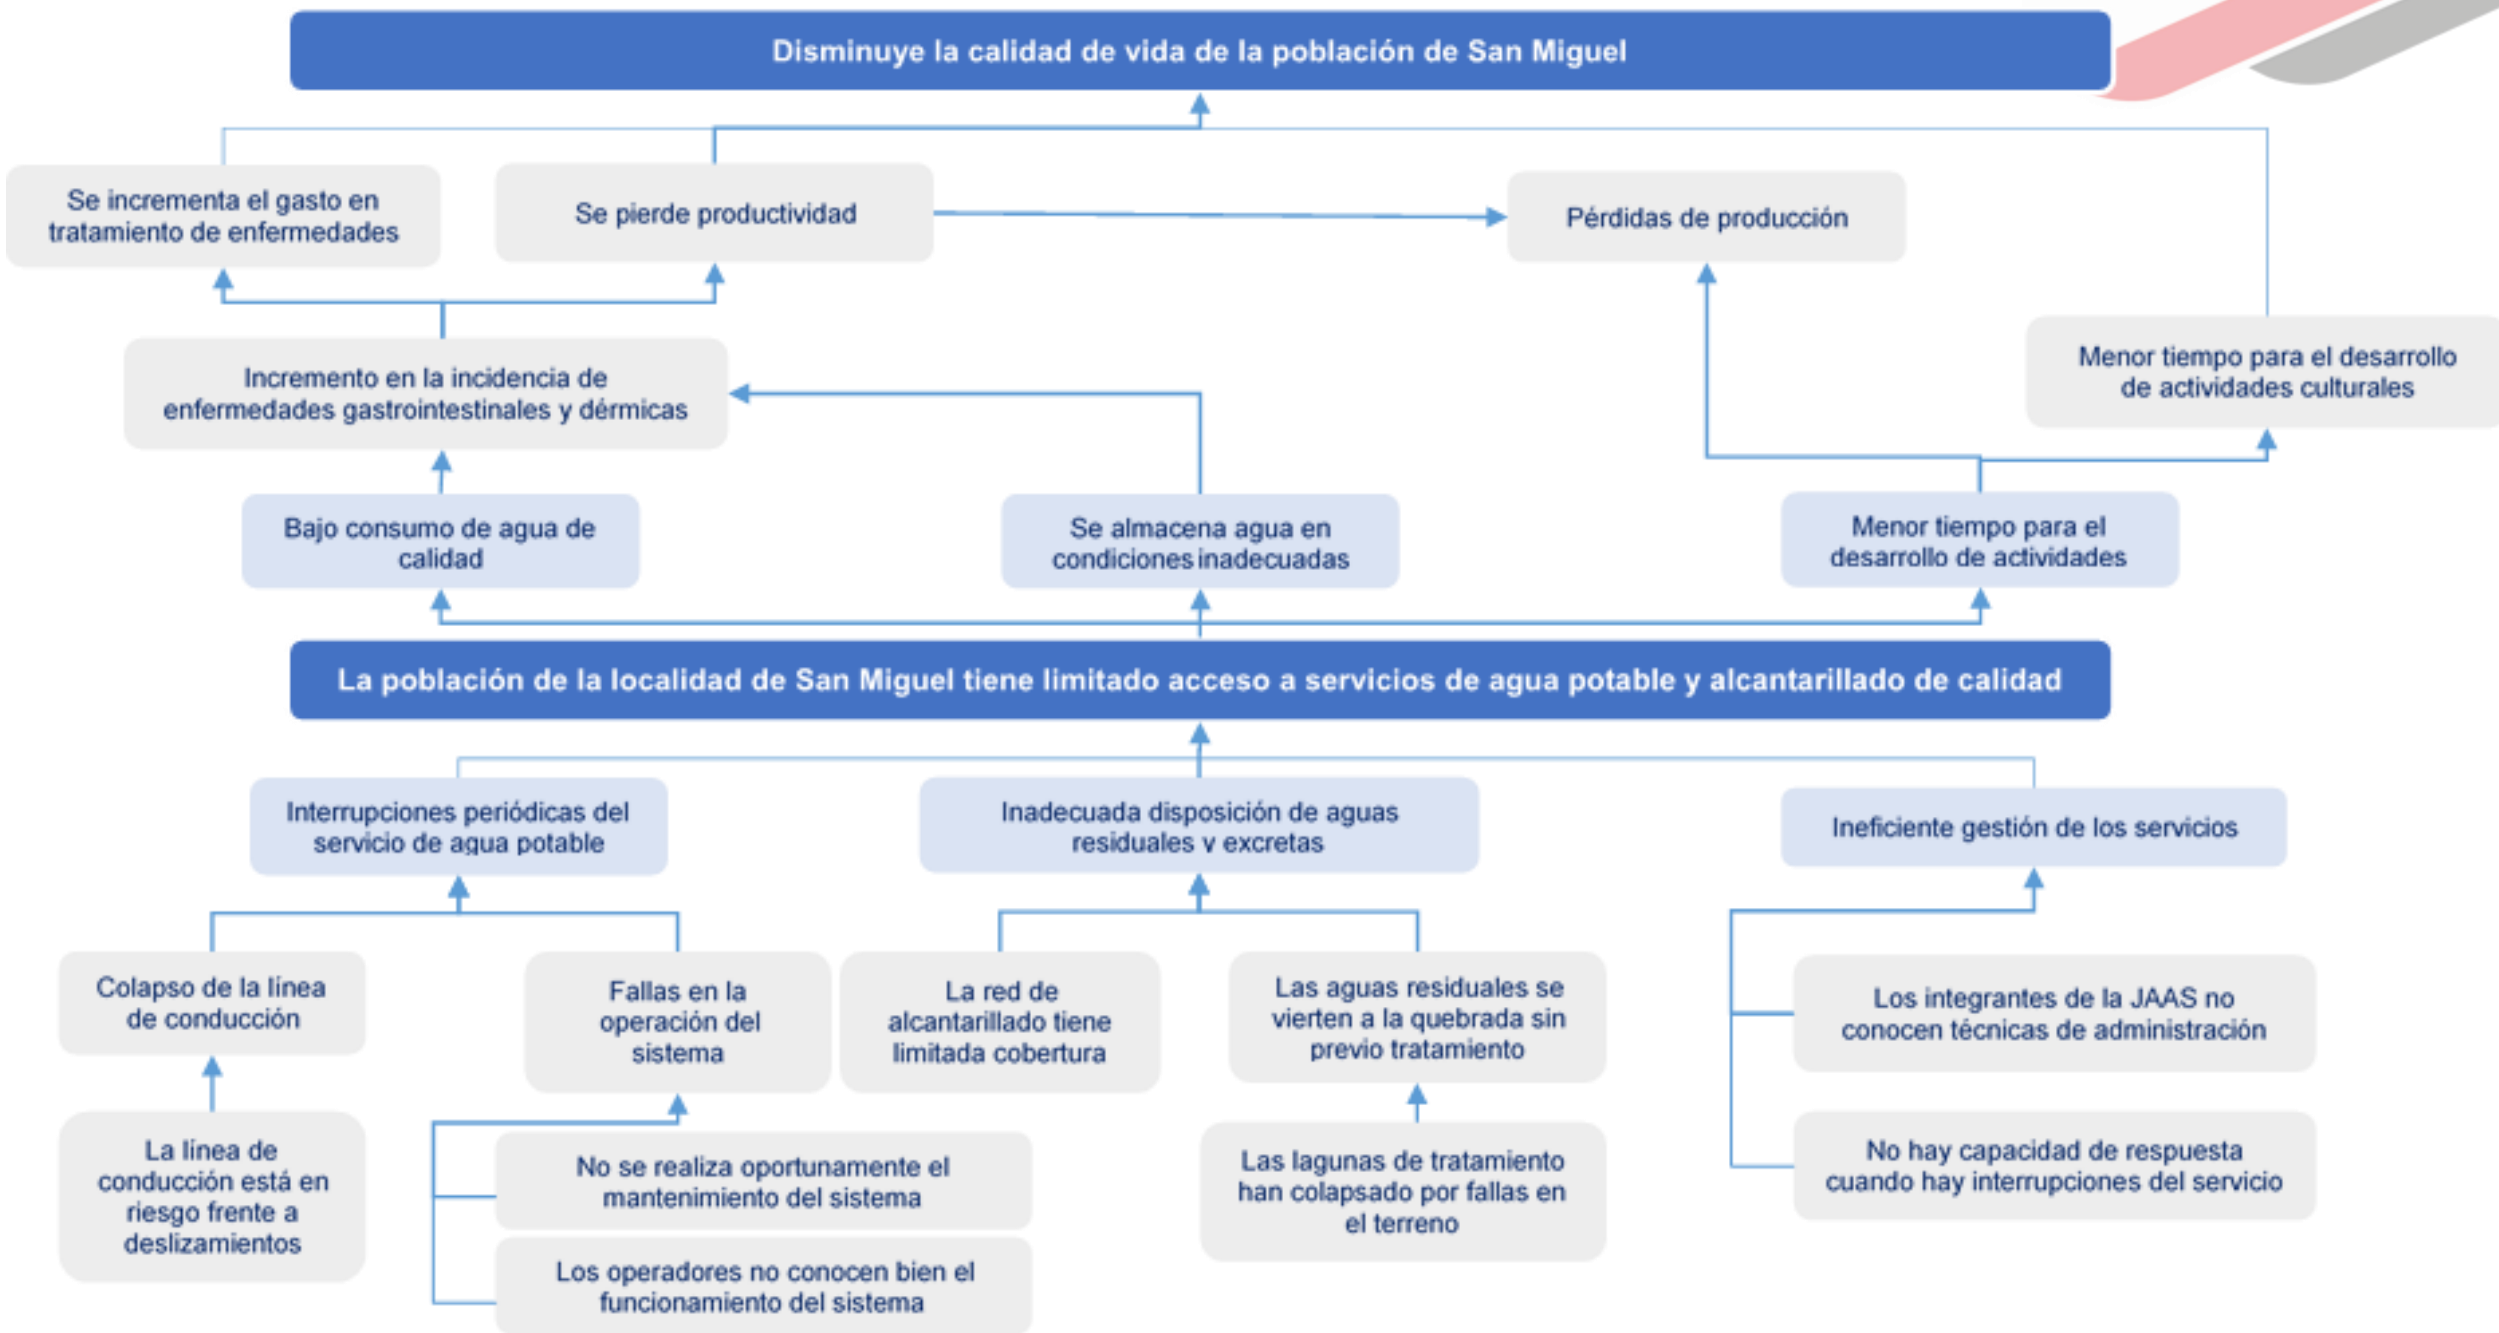 Disminuye la calidad de vida de la población de San Miguel
Se incrementa el gasto en
tratamiento de enfermedades
Se pierde productividad
Pérdidas de producción
Incremento en la incidencia de
enfermedades gastrointestinales y dérmicas
Menor tiempo para el desarrollo
de actividades culturales
Bajo consumo de agua de
calidad
Se almacena agua en
condiciones inadecuadas
Menor tiempo para el
desarrollo de actividades
La población de la localidad de San Miguel tiene limitado acceso a servicios de agua potable y alcantarillado de calidad
Interrupciones periódicas del
servicio de agua potable
Inadecuada disposición de aguas
residuales y excretas
Ineficiente gestión de los servicios
Colapso de la línea
de conducción
Fallas en la
operación del
sistema
La red de
alcantarillado tiene
limitada cobertura
Las aguas residuales se
vierten a la quebrada sin
previo tratamiento
Los integrantes de la JAAS no
conocen técnicas de administración
La línea de
conducción está en
riesgo frente a
deslizamientos
No se realiza oportunamente el
mantenimiento del sistema
Los operadores no conocen bien el
funcionamiento del sistema
Las lagunas de tratamiento
han colapsado por fallas en
el terreno
No hay capacidad de respuesta
cuando hay interrupciones del servicio